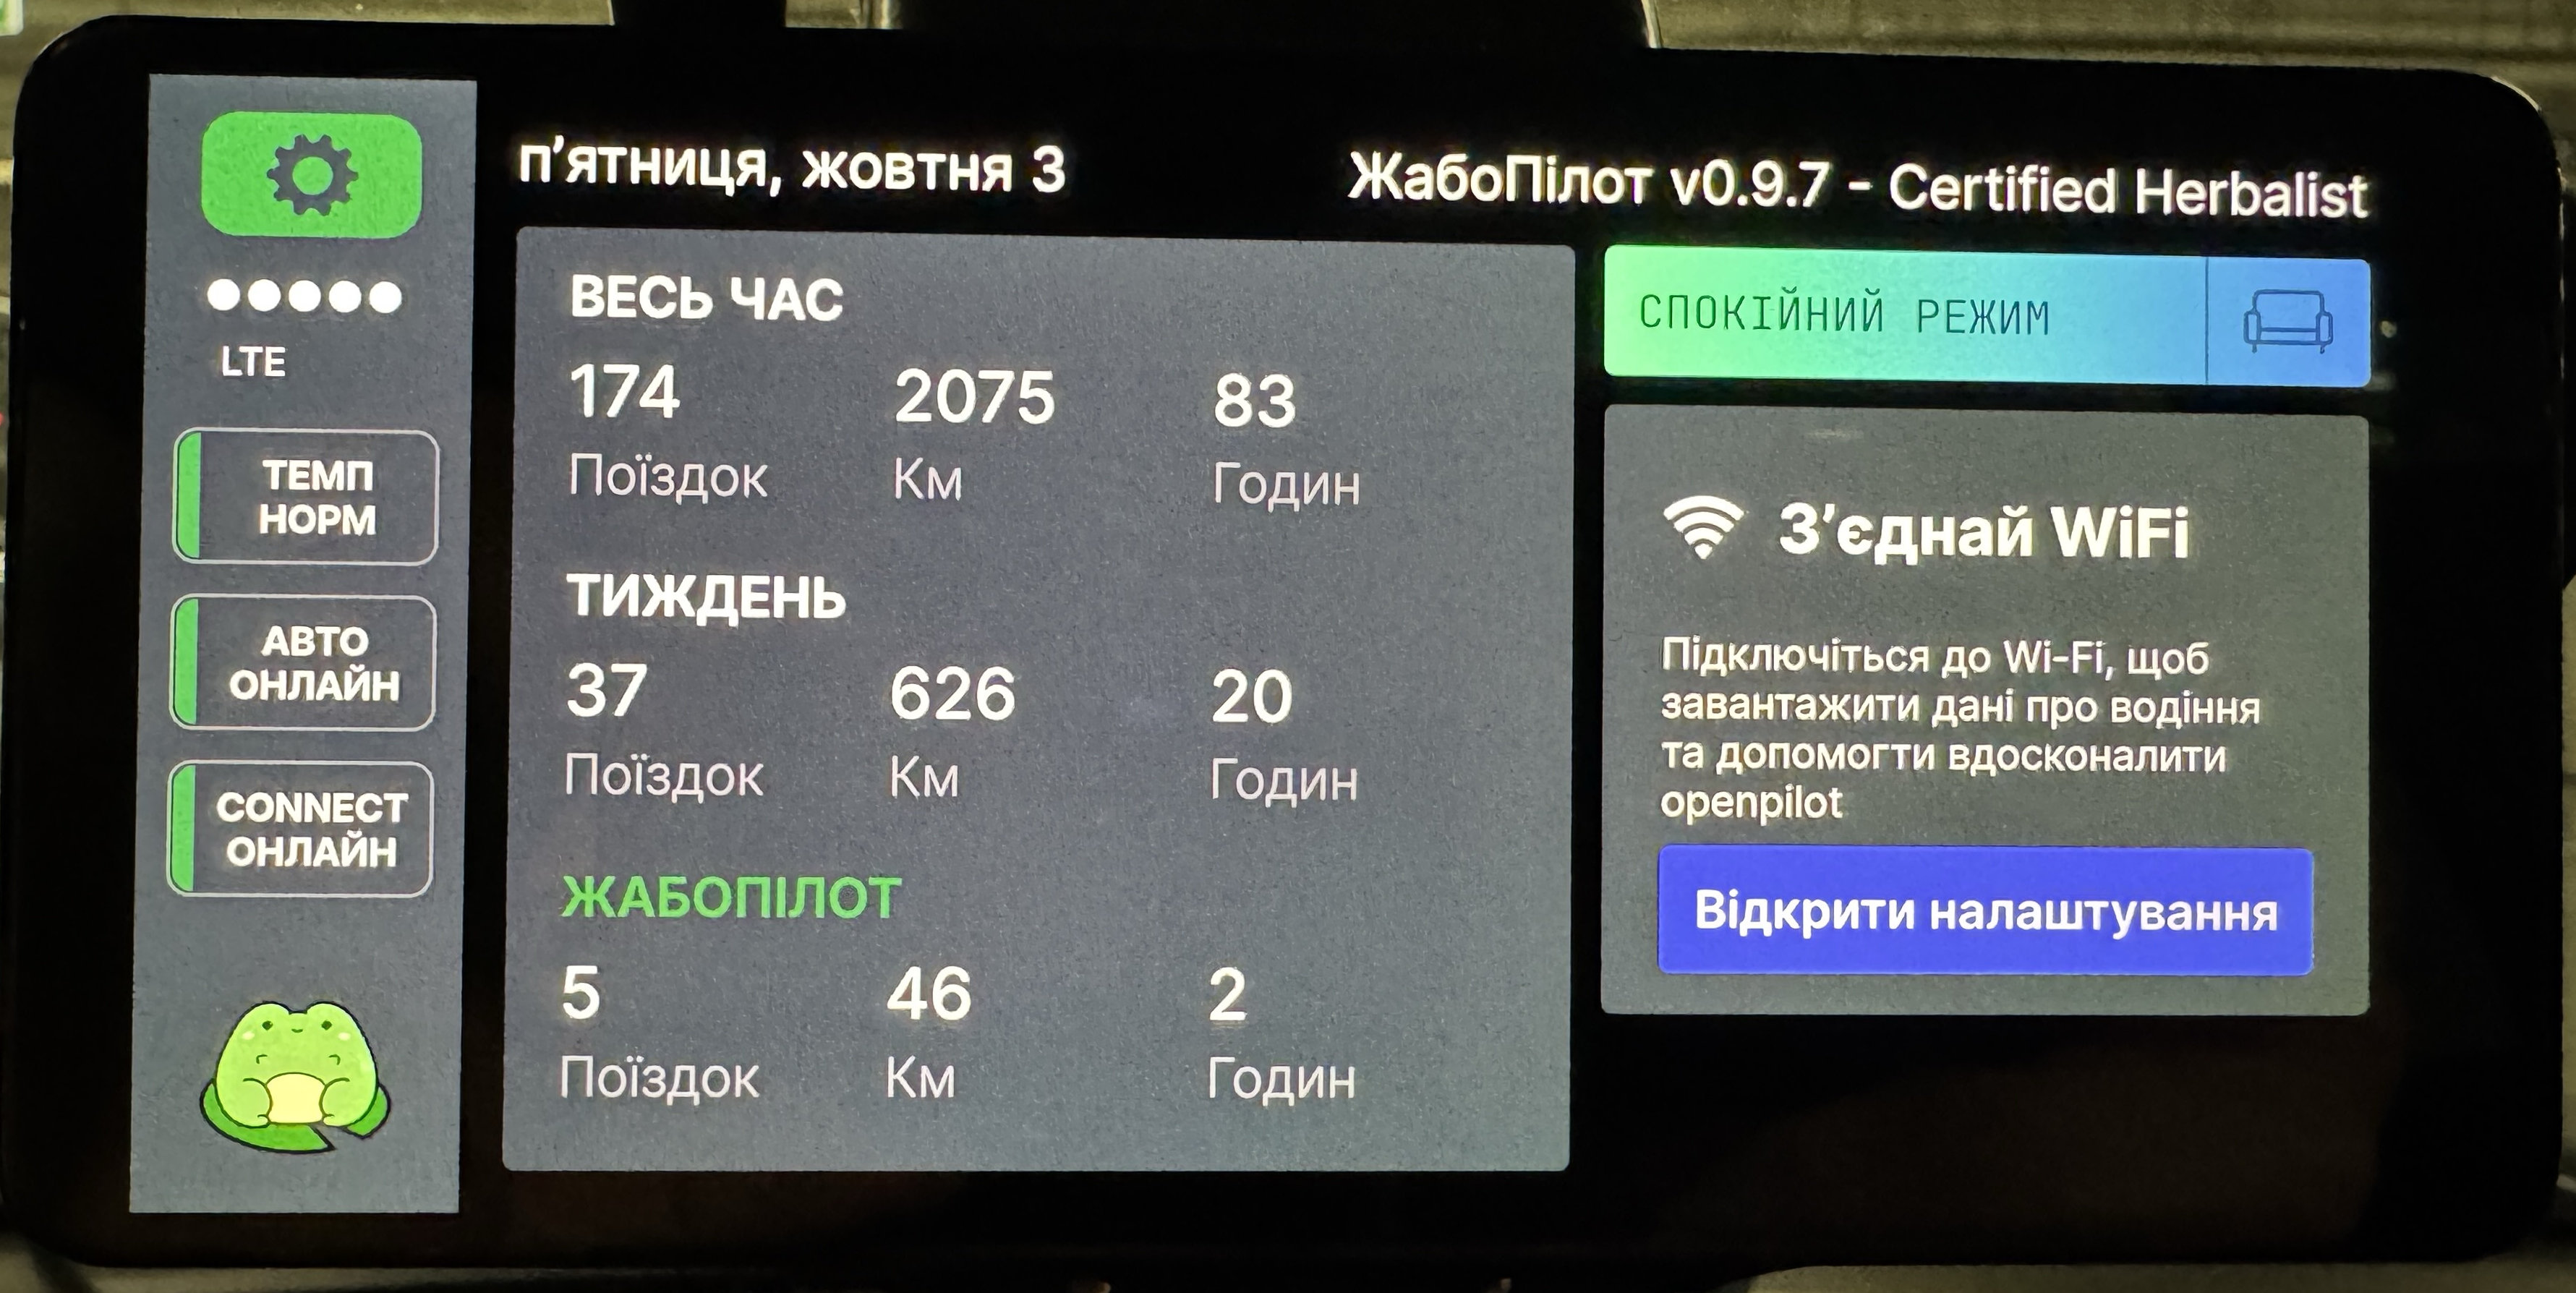 п'ятниця, жовтня 3
ЖабоПілот v0.9.7 - Certified Herbalist
LTE
ТЕМП
НОРМ
АВТО
ОНЛАЙН
CONNECT
ОНЛАЙН
ВЕСЬ ЧАС
174 2075 83
Поїздок Км Годин
ТИЖДЕНЬ
37 626 20
Поїздок Км Годин
ЖАБОПІЛОТ
5 46 2
Поїздок Км Годин
СПОКІЙНИЙ РЕЖИМ
З'єднай WiFi
Підключіться до Wi-Fi, щоб
завантажити дані про водіння
та допомогти вдосконалити
openpilot
Відкрити налаштування